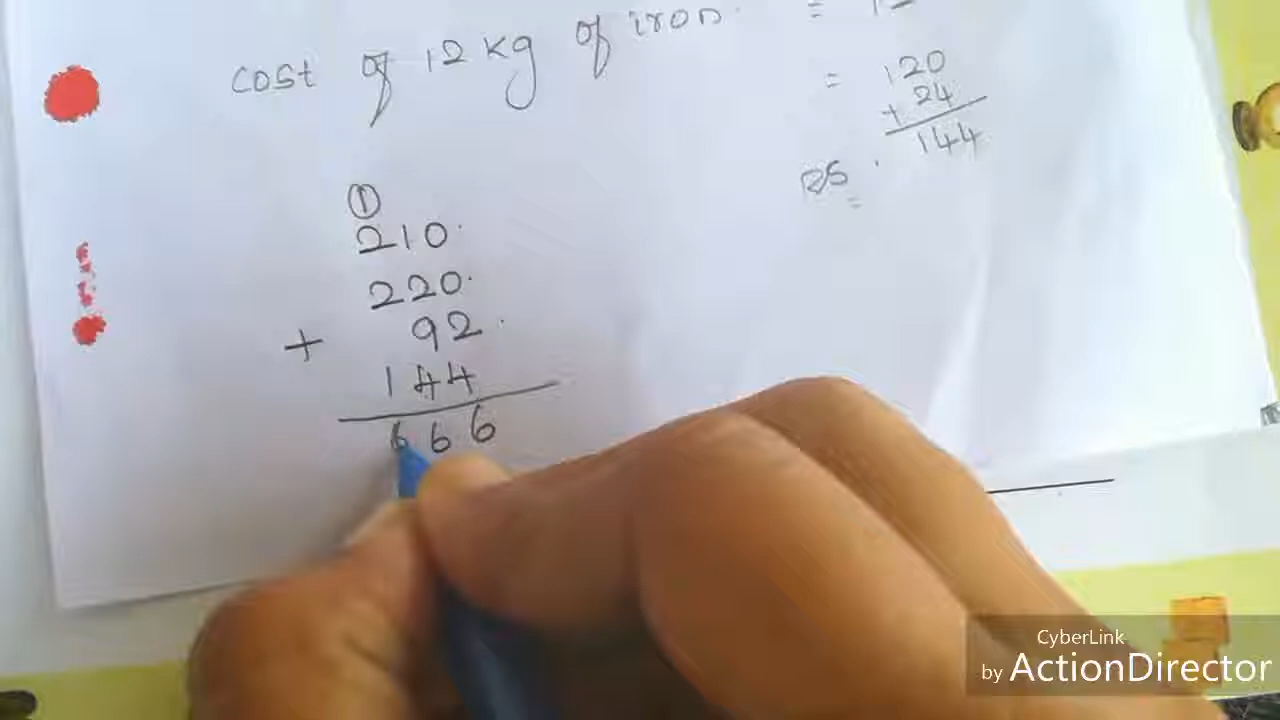 cost of 12 kg of iron. = 12
= 120
+ 24
144
RS.
①
210.
220.
+ 92.
144
666
CyberLink
by ActionDirector